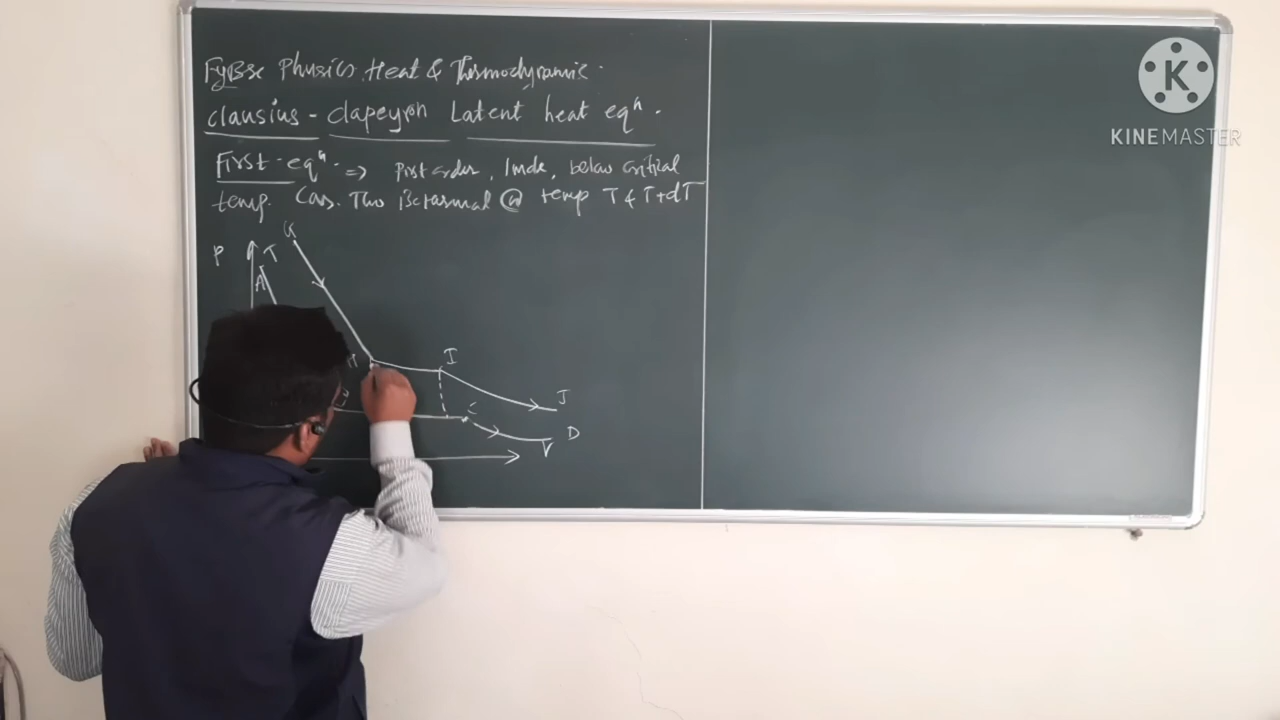 FyBsc Physics Heat & Thermodynamic.
Clausius - Clapeyron Latent heat eqⁿ.
First eqⁿ. => First order, below critical
temp. Cons. Two Isothermal @ temp T & T+dT
G
P T
A
H I
B J
C D
V
K
KINEMASTER